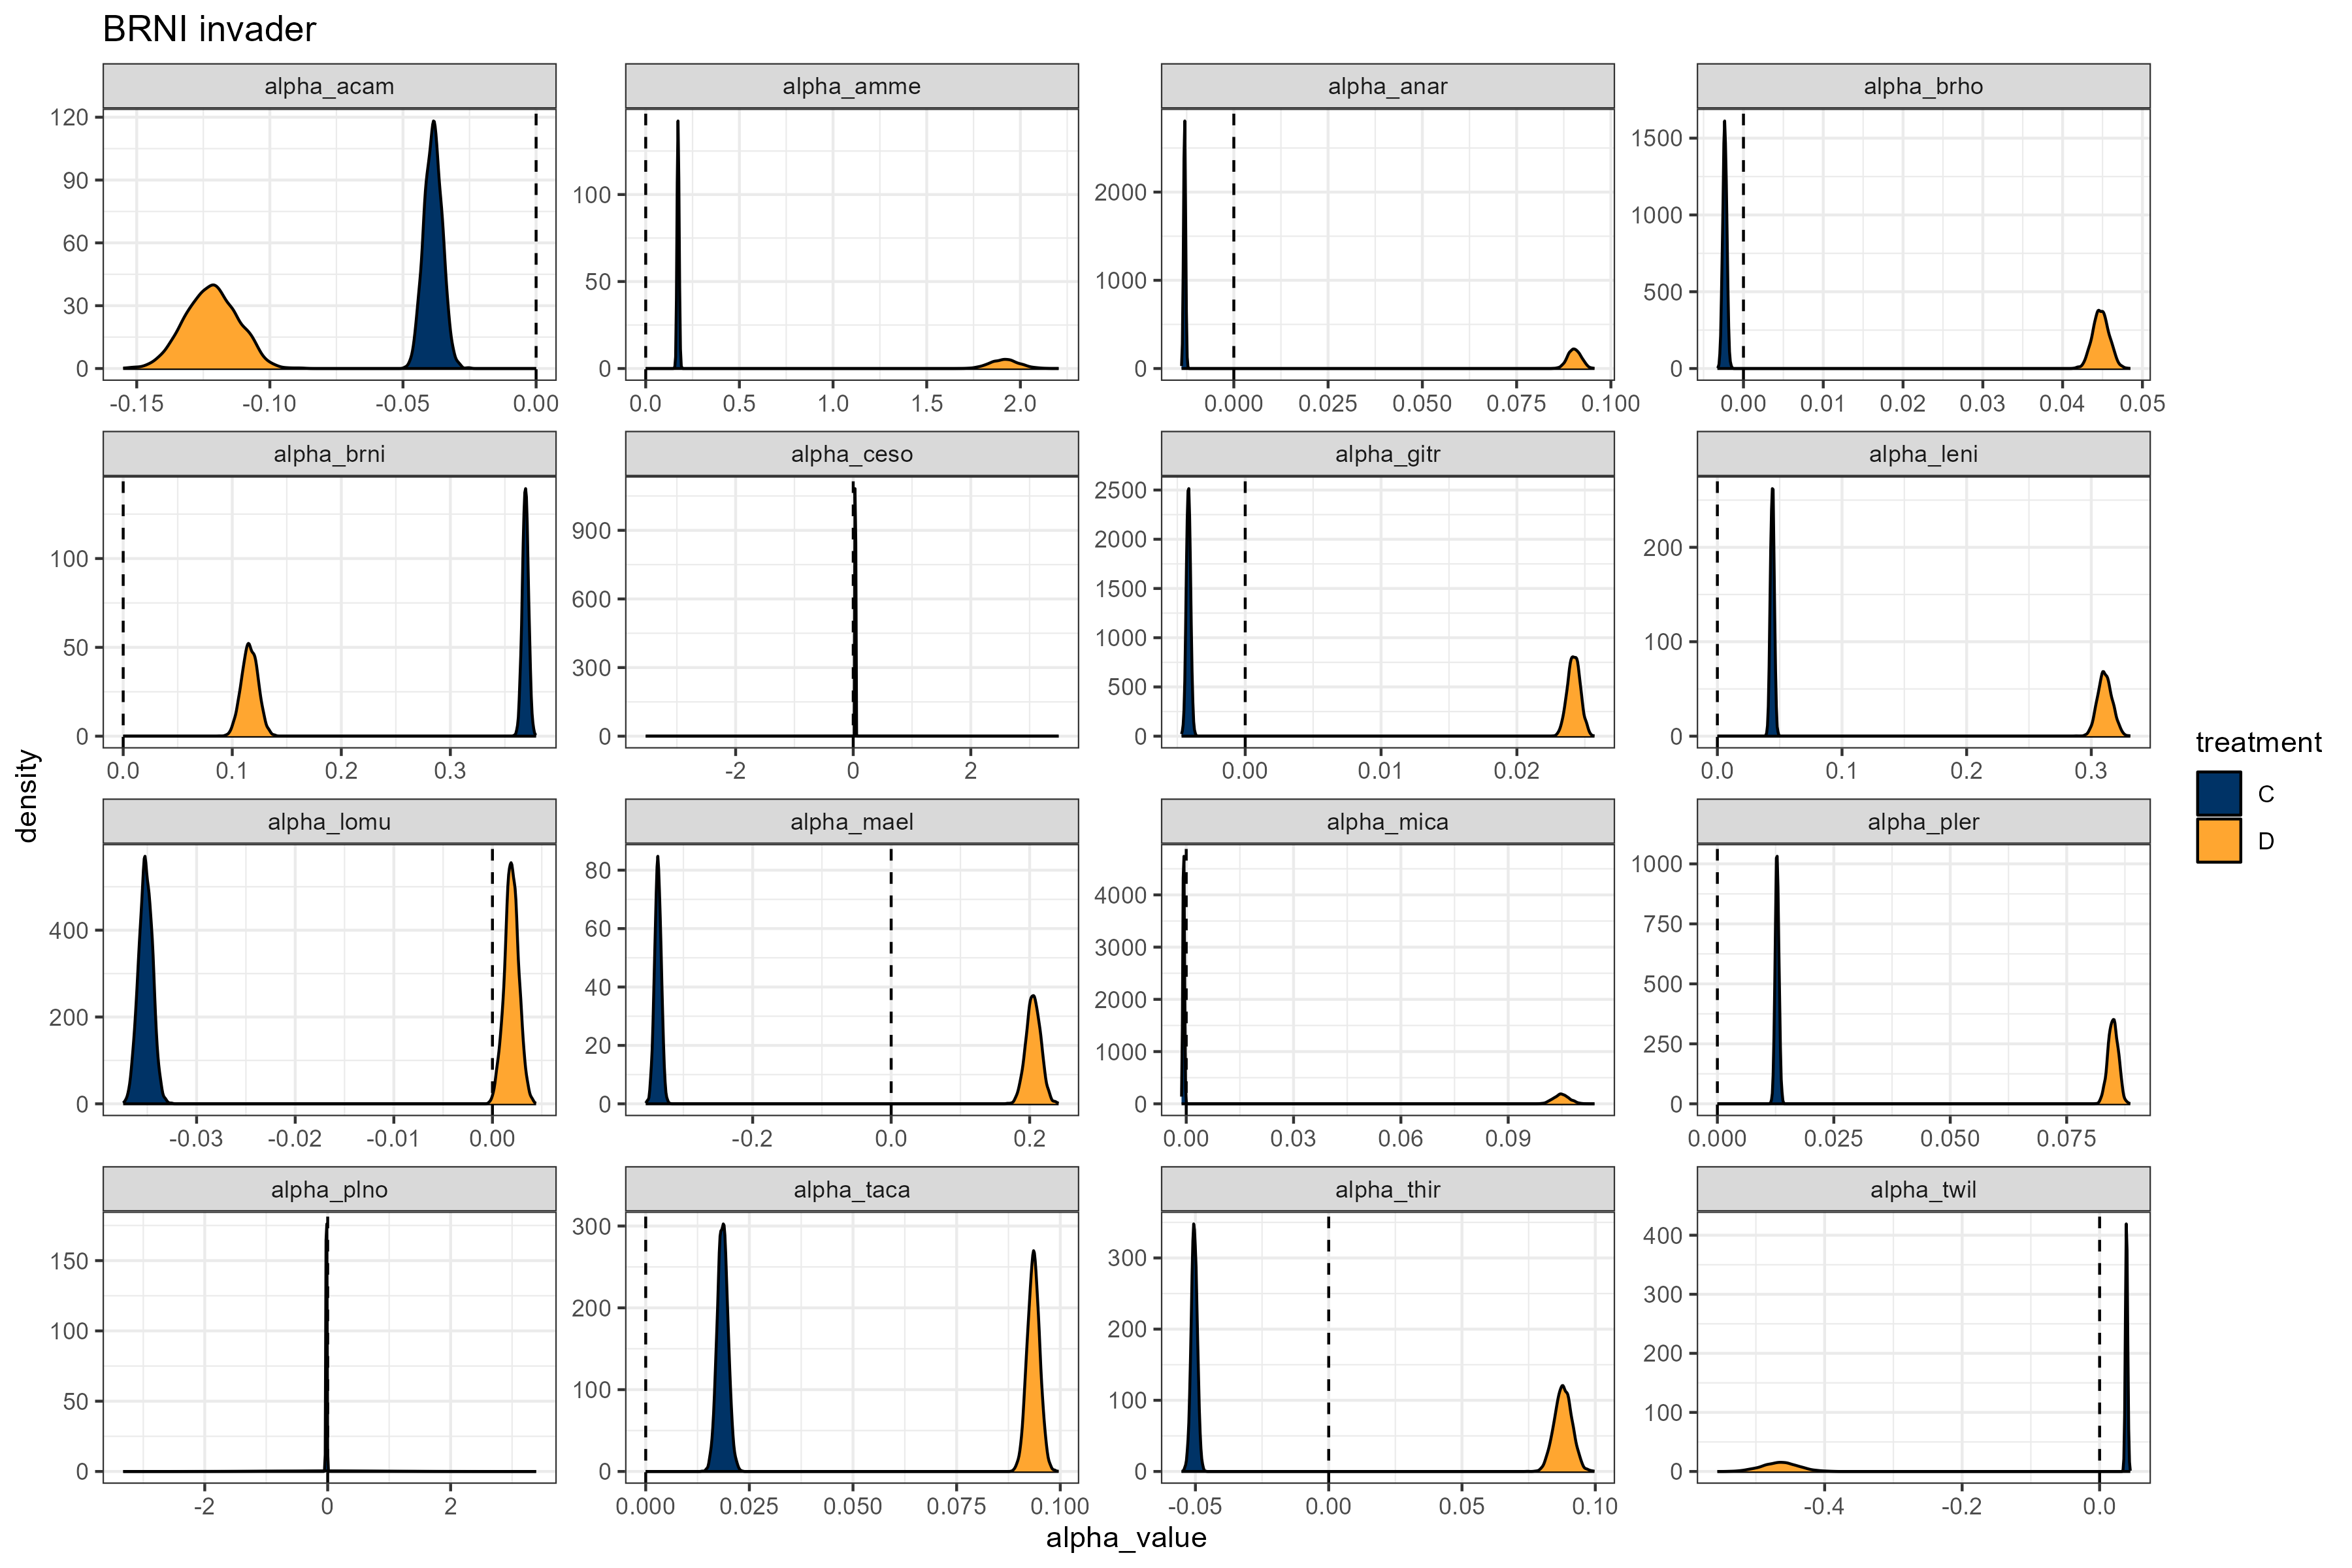 BRNI invader
alpha_acam alpha_amme alpha_anar alpha_brho
120 90 60 30 0
100 50 0
2000 1000 0
1500 1000 500 0
-0.15 -0.10 -0.05 0.00
0.0 0.5 1.0 1.5 2.0
0.000 0.025 0.050 0.075 0.100
0.00 0.01 0.02 0.03 0.04 0.05
alpha_brni alpha_ceso alpha_gitr alpha_leni
100 50 0
900 600 300 0
2500 2000 1500 1000 500 0
200 100 0
0.0 0.1 0.2 0.3
-2 0 2
0.00 0.01 0.02
0.0 0.1 0.2 0.3
alpha_lomu alpha_mael alpha_mica alpha_pler
400 200 0
80 60 40 20 0
4000 3000 2000 1000 0
1000 750 500 250 0
-0.03 -0.02 -0.01 0.00
-0.2 0.0 0.2
0.00 0.03 0.06 0.09
0.000 0.025 0.050 0.075
alpha_plno alpha_taca alpha_thir alpha_twil
150 100 50 0
300 200 100 0
300 200 100 0
400 300 200 100 0
-2 0 2
0.000 0.025 0.050 0.075 0.100
-0.05 0.00 0.05 0.10
-0.4 -0.2 0.0
alpha_value
density
treatment
C
D